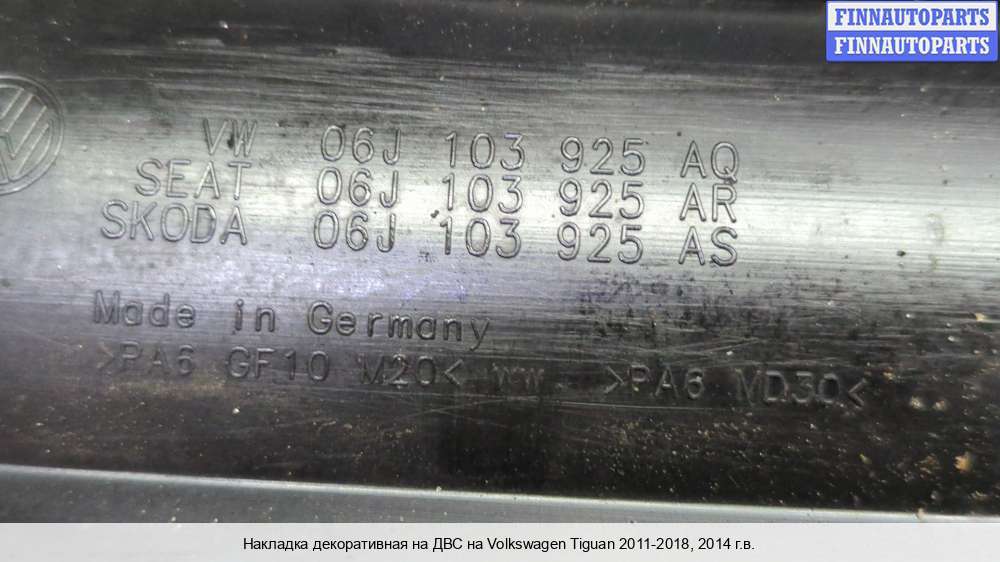 FINNAUTOPARTS
FINNAUTOPARTS
VW 06J 103 925 AQ
SEAT 06J 103 925 AR
SKODA 06J 103 925 AS
Made in Germany
>PA6 GF10 M20< WW >PA6 MD30<
Накладка декоративная на ДВС на Volkswagen Tiguan 2011-2018, 2014 г.в.